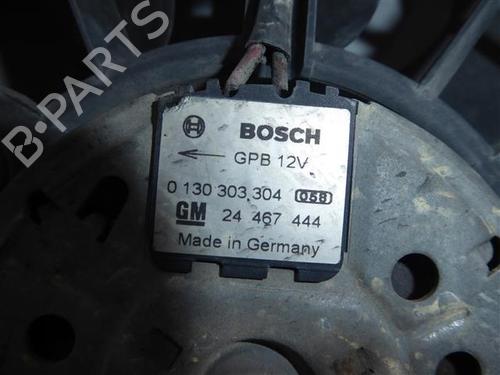 B-PARTS
BOSCH
← GPB 12V
0 130 303 304 058
GM 24 467 444
Made in Germany